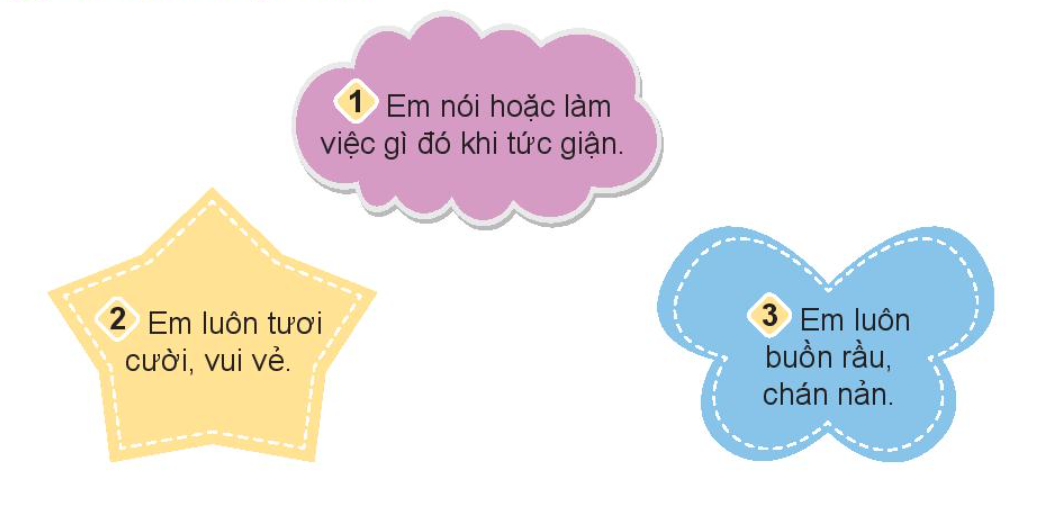 1 Em nói hoặc làm
việc gì đó khi tức giận.
2 Em luôn tươi
cười, vui vẻ.
3 Em luôn
buồn rầu,
chán nản.